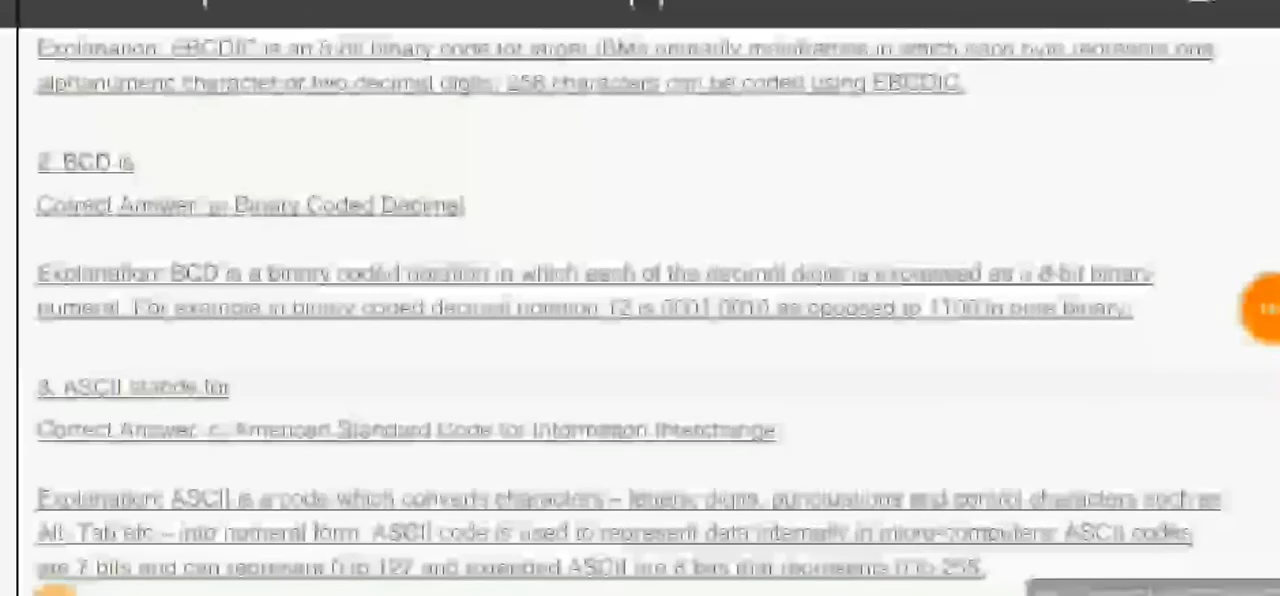 Explanation: EBCDIC is an 8-bit binary code for larger IBMs primarily mainframes in which each byte represents one
alphanumeric character or two decimal digits. 256 characters can be coded using EBCDIC.
2. BCD is
Correct Answer: Binary Coded Decimal
Explanation: BCD is a binary coded notation in which each of the decimal digits is expressed as a 8-bit binary
numeral. For example in binary coded decimal notation 12 is 0001 0010 as opposed to 1100 in pure binary.
3. ASCII stands for
Correct Answer: c. American Standard Code for Information Interchange
Explanation: ASCII is a code which converts characters – letters, digits, punctuations and control characters such as
Alt, Tab etc – into numeral form. ASCII code is used to represent data internally in micro-computers. ASCII codes
are 7 bits and can represent 0 to 127 and extended ASCII are 8 bits that represents 0 to 255.